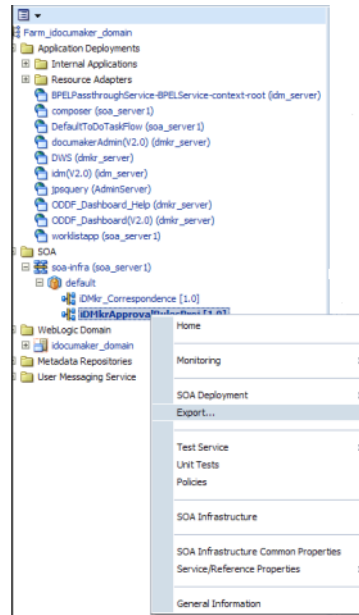 Farm_idocumaker_domain
Application Deployments
Internal Applications
Resource Adapters
BPELPassthroughService-BPELService-context-root (idm_server)
composer (soa_server1)
DefaultToDoTaskFlow (soa_server1)
documakerAdmin(V2.0) (dmkr_server)
DWS (dmkr_server)
idm(V2.0) (idm_server)
jpsquery (AdminServer)
ODDF_Dashboard_Help (dmkr_server)
ODDF_Dashboard(V2.0) (dmkr_server)
worklistapp (soa_server1)
SOA
soa-infra (soa_server1)
default
iDMkr_Correspondence [1.0]
iDMkrApprovalRulesProj [1.0]
WebLogic Domain
idocumaker_domain
Metadata Repositories
User Messaging Service
Home
Monitoring
SOA Deployment
Export...
Test Service
Unit Tests
Policies
SOA Infrastructure
SOA Infrastructure Common Properties
Service/Reference Properties
General Information